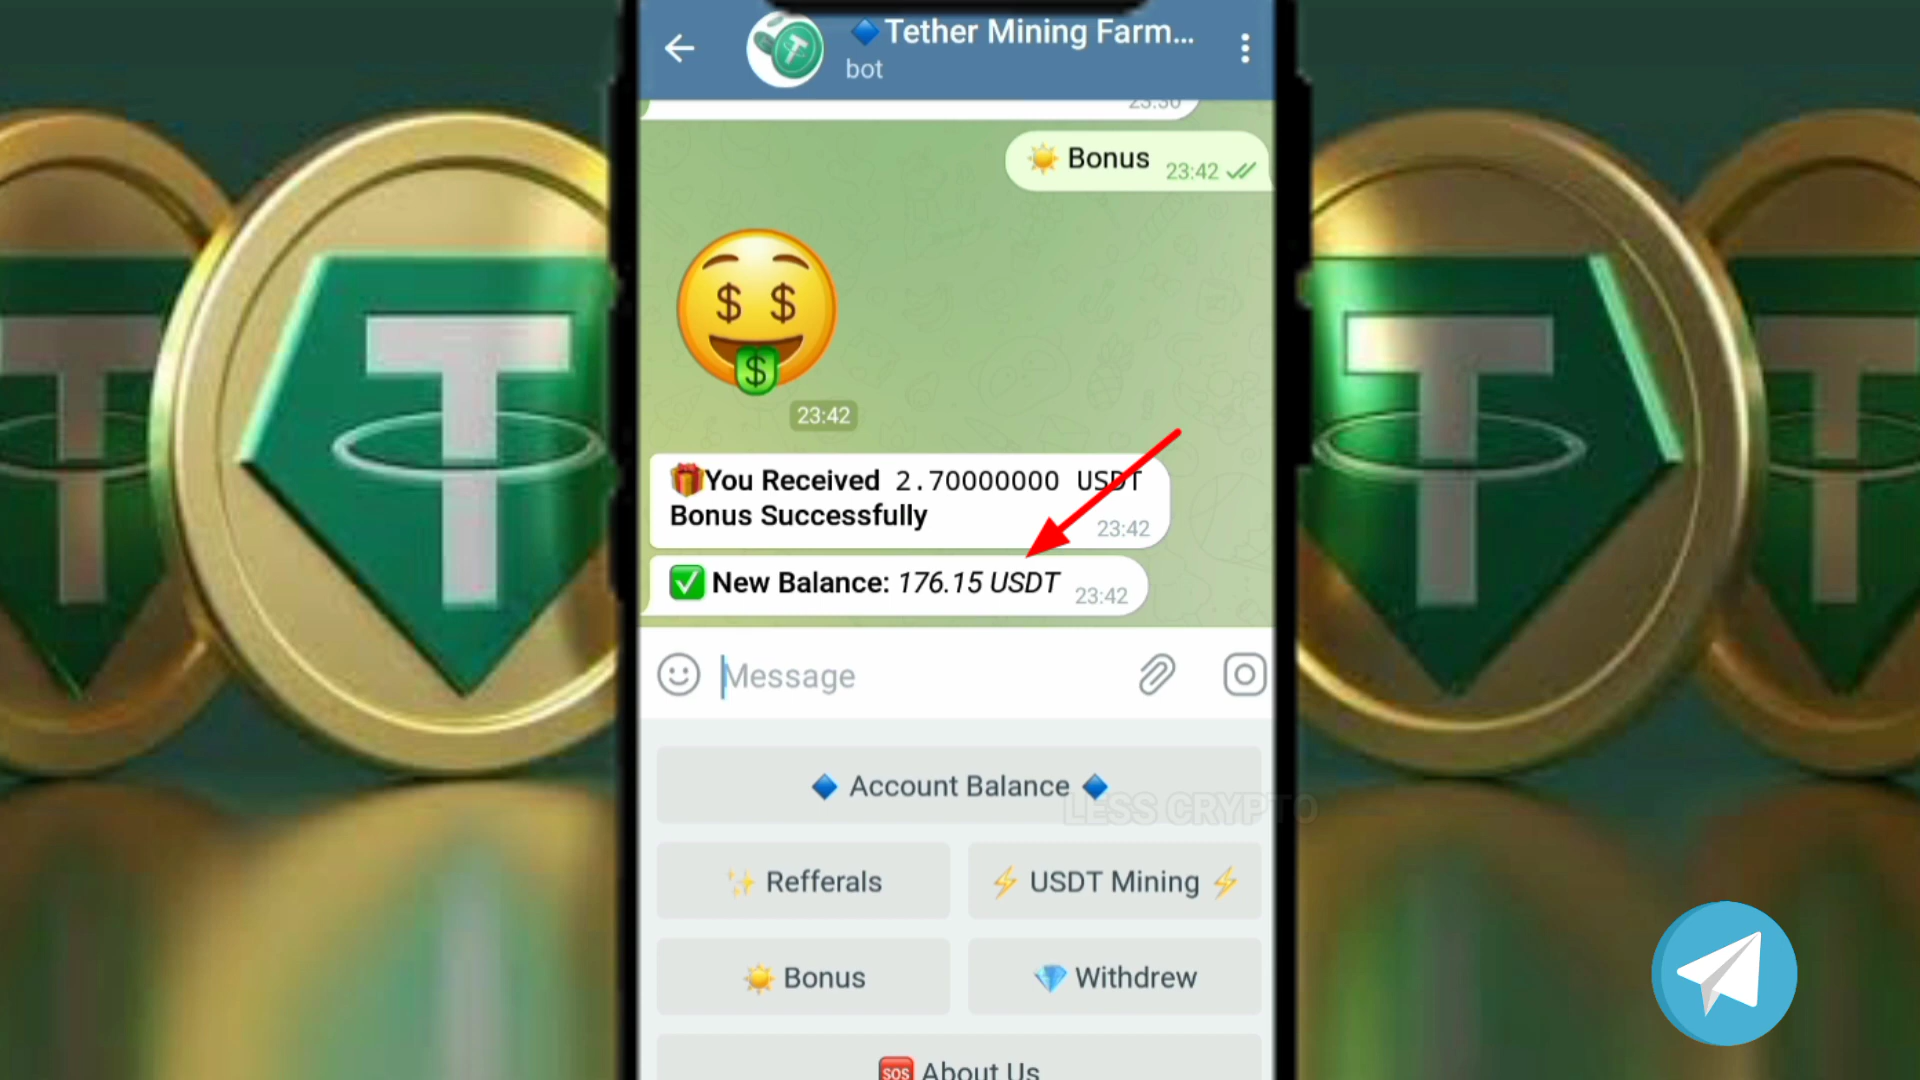 Tether Mining Farm...
bot
23:30
Bonus 23:42
$ $
$
23:42
You Received 2.70000000 USDT
Bonus Successfully 23:42
New Balance: 176.15 USDT 23:42
Message
Account Balance
LESS CRYPTO
Refferals
USDT Mining
Bonus
Withdrew
SOS About Us